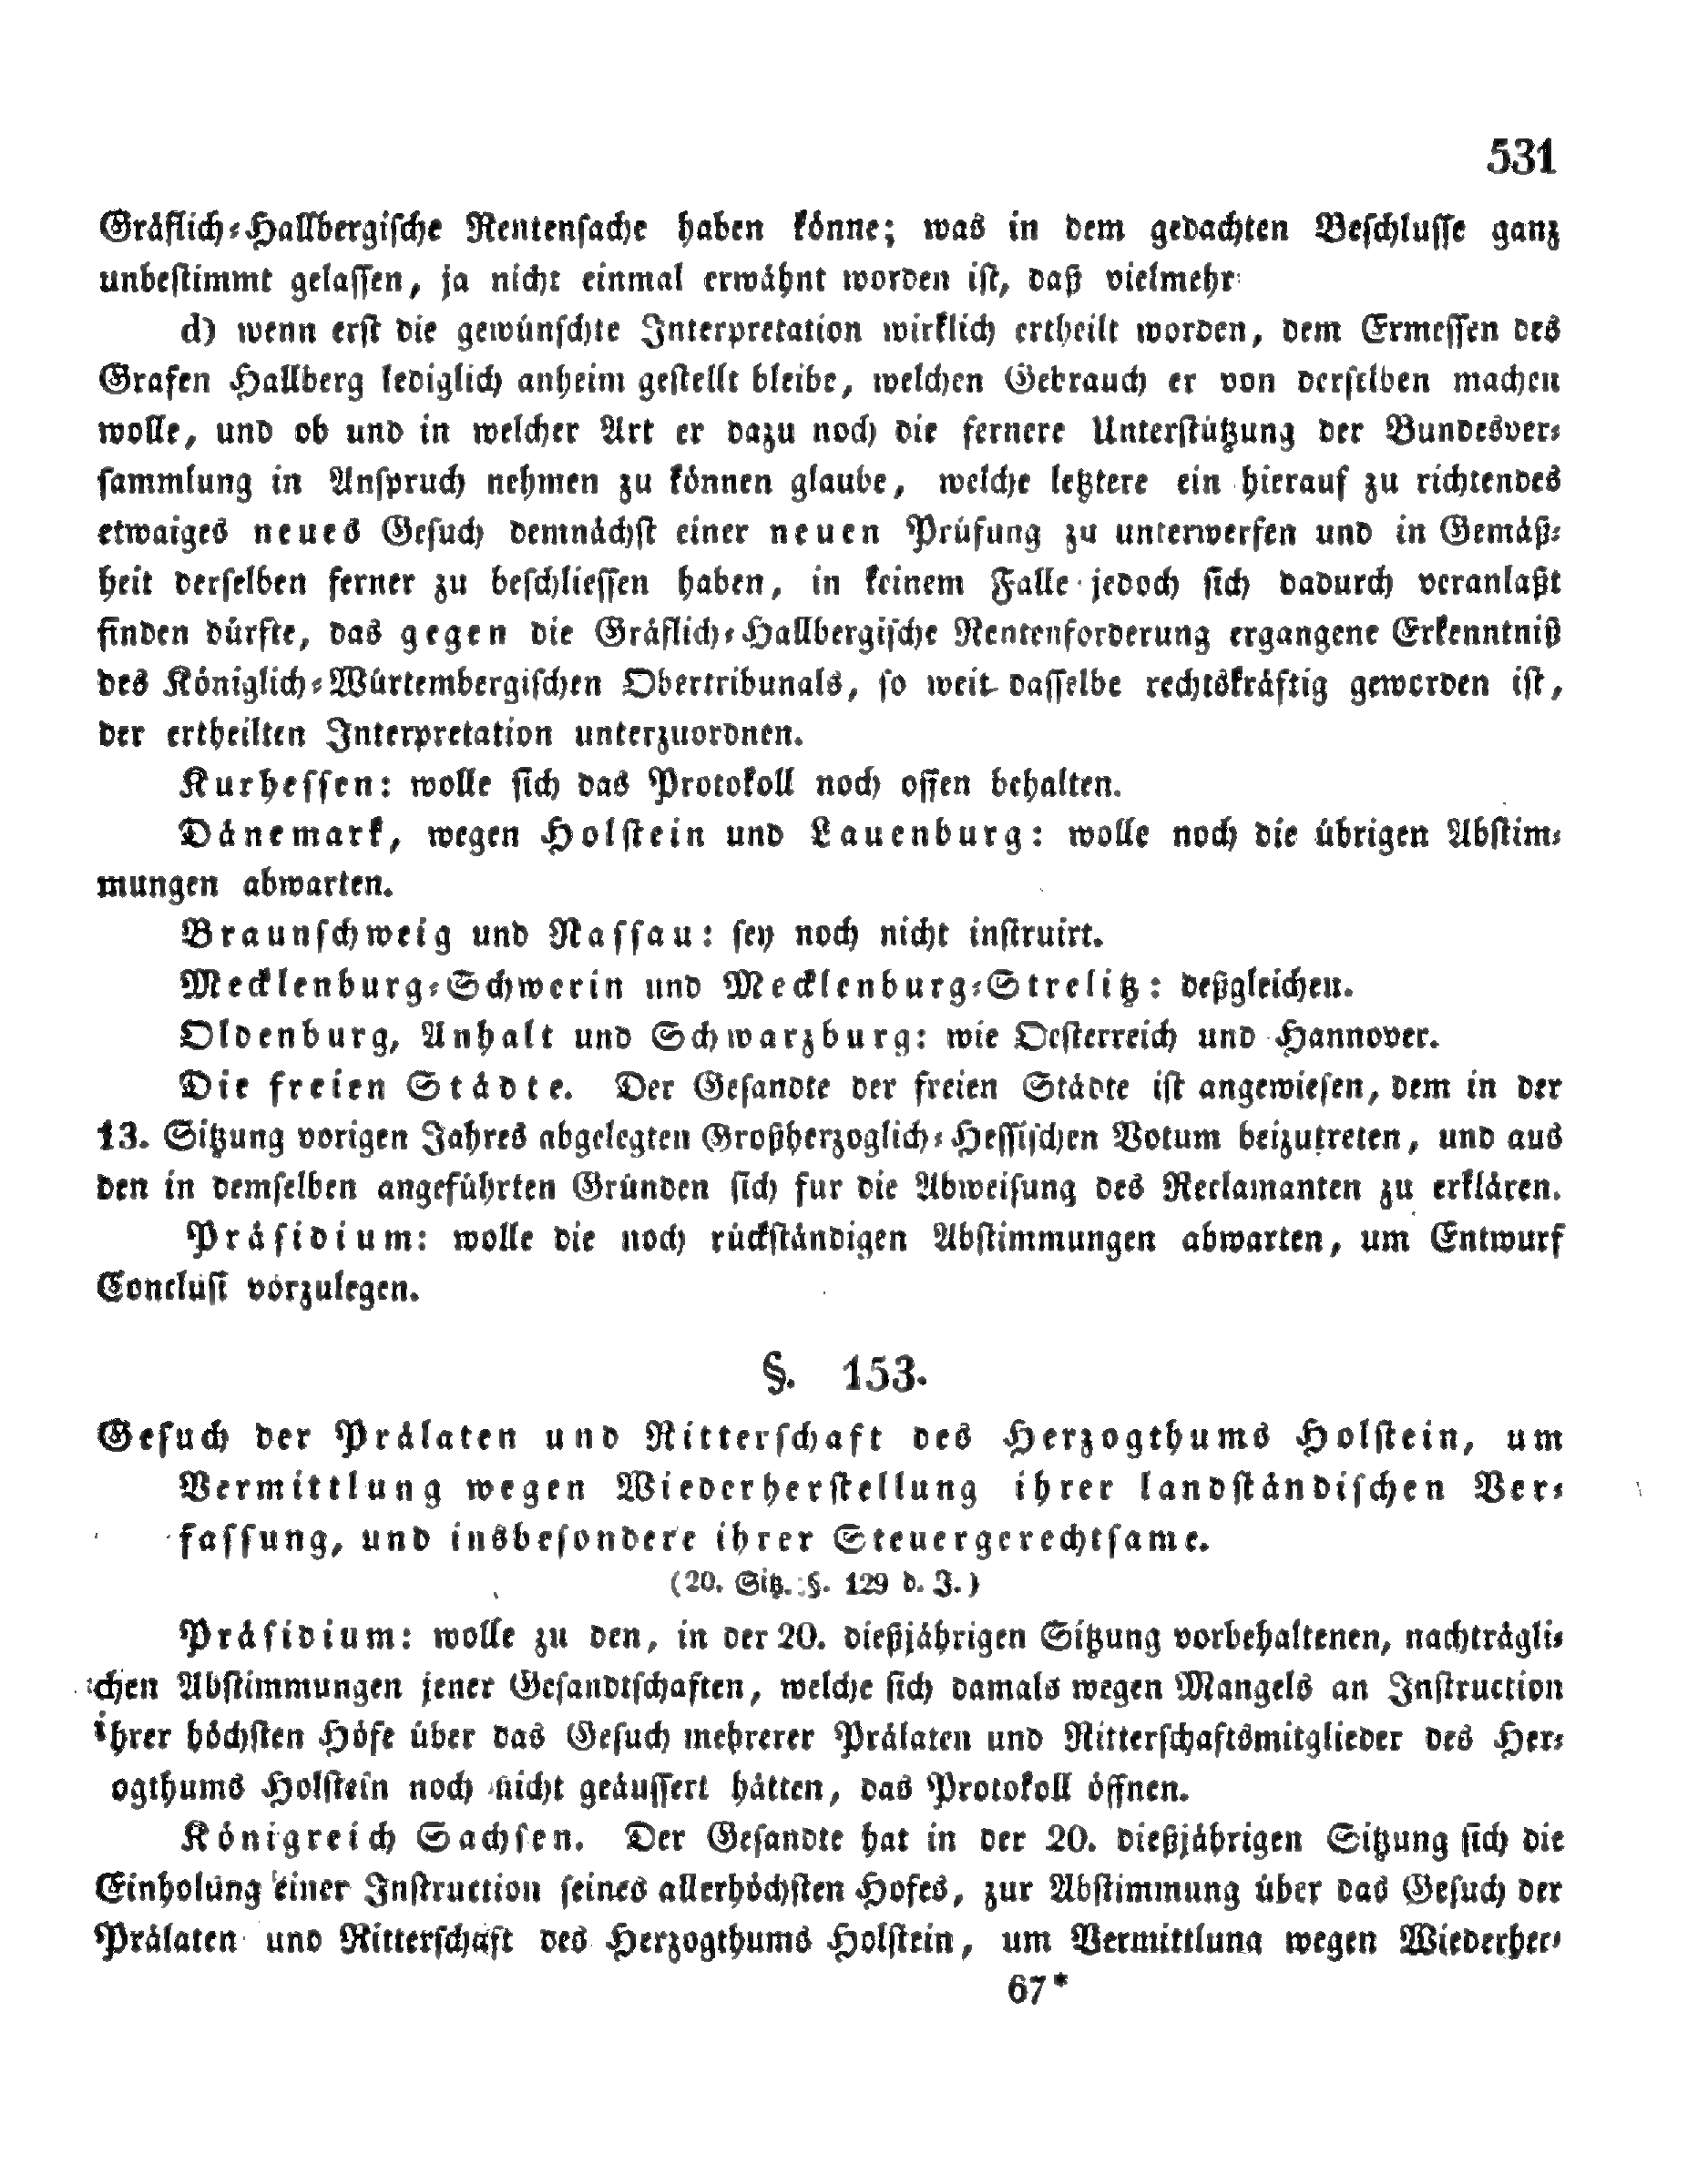 531
Gräflich-Hallbergische Rentensache haben könne; was in dem gedachten Beschlusse ganz
unbestimmt gelassen, ja nicht einmal erwähnt worden ist, daß vielmehr
d) wenn erst die gewünschte Interpretation wirklich ertheilt worden, dem Ermessen des
Grafen Hallberg lediglich anheim gestellt bleibe, welchen Gebrauch er von derselben machen
wolle, und ob und in welcher Art er dazu noch die fernere Unterstützung der Bundesver-
sammlung in Anspruch nehmen zu können glaube, welche letztere ein hierauf zu richtendes
etwaiges neues Gesuch demnächst einer neuen Prüfung zu unterwerfen und in Gemäß-
heit derselben ferner zu beschliessen haben, in keinem Falle jedoch sich dadurch veranlaßt
finden dürfte, das gegen die Gräflich-Hallbergische Rentenforderung ergangene Erkenntniß
des Königlich-Würtembergischen Obertribunals, so weit dasselbe rechtskräftig geworden ist,
der ertheilten Interpretation unterzuordnen.
Kurhessen: wolle sich das Protokoll noch offen behalten.
Dänemark, wegen Holstein und Lauenburg: wolle noch die übrigen Abstim-
mungen abwarten.
Braunschweig und Nassau: sey noch nicht instruirt.
Mecklenburg-Schwerin und Mecklenburg-Strelitz: deßgleichen.
Oldenburg, Anhalt und Schwarzburg: wie Oesterreich und Hannover.
Die freien Städte. Der Gesandte der freien Städte ist angewiesen, dem in der
13. Sitzung vorigen Jahres abgelegten Großherzoglich-Hessischen Votum beizutreten, und aus
den in demselben angeführten Gründen sich fur die Abweisung des Reclamanten zu erklären.
Präsidium: wolle die noch rückständigen Abstimmungen abwarten, um Entwurf
Conclusi vorzulegen.
§. 153.
Gesuch der Prälaten und Ritterschaft des Herzogthums Holstein, um
Vermittlung wegen Wiederherstellung ihrer landständischen Ver-
fassung, und insbesondere ihrer Steuergerechtsame.
(20. Sitz. §. 129 d. J.)
Präsidium: wolle zu den, in der 20. dießjährigen Sitzung vorbehaltenen, nachträgli-
chen Abstimmungen jener Gesandtschaften, welche sich damals wegen Mangels an Instruction
ihrer höchsten Höfe über das Gesuch mehrerer Prälaten und Ritterschaftsmitglieder des Her-
ogthums Holstein noch nicht geäussert hätten, das Protokoll öffnen.
Königreich Sachsen. Der Gesandte hat in der 20. dießjährigen Sitzung sich die
Einholung einer Instruction seines allerhöchsten Hofes, zur Abstimmung über das Gesuch der
Prälaten und Ritterschaft des Herzogthums Holstein, um Vermittlung wegen Wiederher-
67*